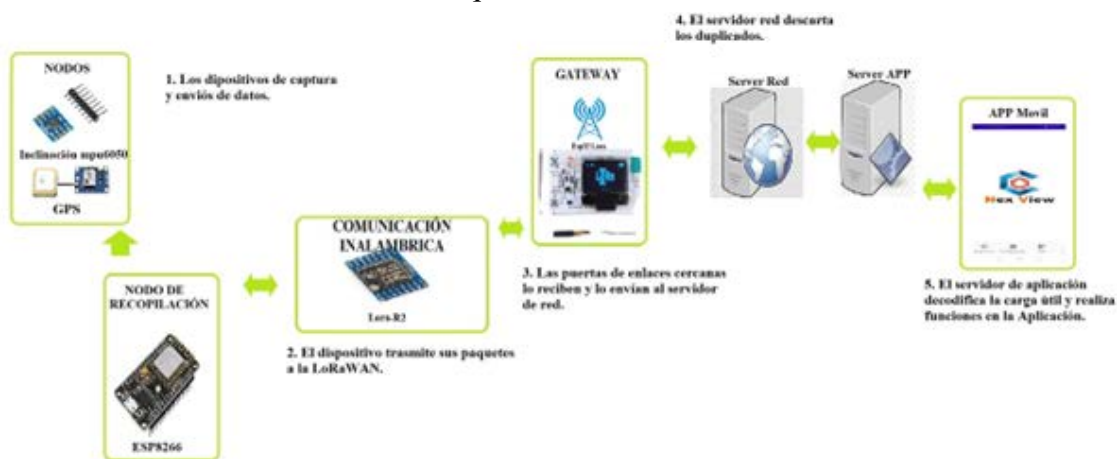 NODOS
Inclinación mpu6050
GPS
1. Los dipositivos de captura
y envíós de datos.
NODO DE
RECOPILACIÓN
ESP8266
COMUNICACIÓN
INALAMBRICA
Lora-R2
2. El dispositivo trasmite sus paquetes
a la LoRaWAN.
GATEWAY
3. Las puertas de enlaces cercanas
lo reciben y lo envían al servidor
de red.
4. El servidor red descarta
los duplicados.
Server Red
Server APP
APP Movil
Nex View
5. El servidor de aplicación
decodifica la carga útil y realiza
funciones en la Aplicación.